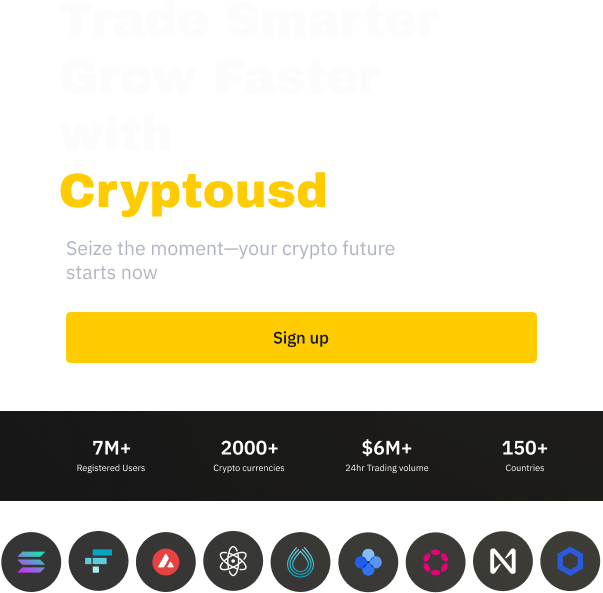 Trade Smarter
Grow Faster
with
Cryptousd
Seize the moment—your crypto future
starts now
Sign up
7M+ 2000+ $6M+ 150+
Registered Users Crypto currencies 24hr Trading volume Countries